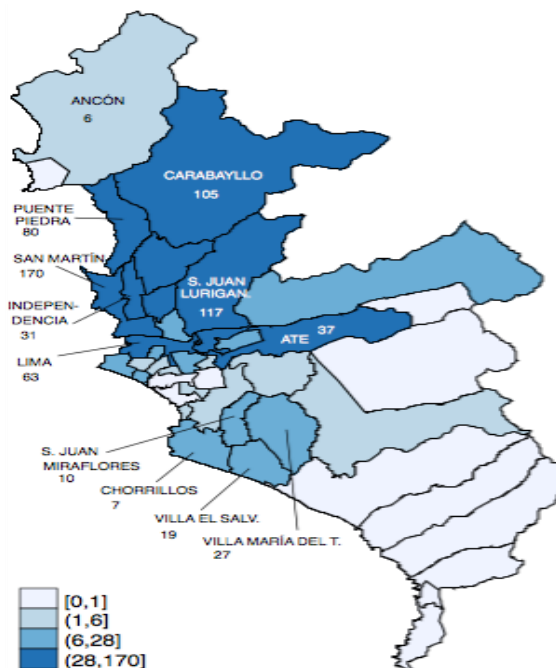 ANCÓN
6
CARABAYLLO
105
PUENTE
PIEDRA
80
SAN MARTÍN
170
S. JUAN
LURIGAN.
117
INDEPEN-
DENCIA
31
ATE 37
LIMA
63
S. JUAN
MIRAFLORES
10
CHORRILLOS
7
VILLA EL SALV.
19
VILLA MARÍA DEL T.
27
[0,1]
(1,6]
(6,28]
(28,170]